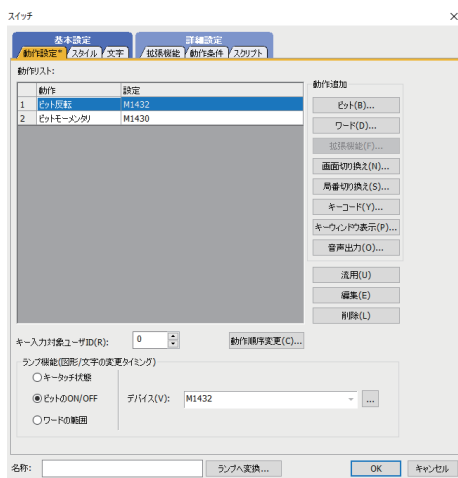 スイッチ
基本設定 詳細設定
動作設定* スタイル 文字 拡張機能 動作条件 スクリプト
動作リスト:
動作 設定
1 ビット反転 M1432
2 ビットモーメンタリ M1430
動作追加
ビット(B)...
ワード(D)...
拡張機能(F)...
画面切り換え(N)...
局番切り換え(S)...
キーコード(Y)...
キーウィンドウ表示(P)...
音声出力(O)...
流用(U)
編集(E)
削除(L)
キー入力対象ユーザID(R): 0 動作順序変更(C)...
ランプ機能(図形/文字の変更タイミング)
キータッチ状態
ビットのON/OFF デバイス(V): M1432 ...
ワードの範囲
名称: ランプへ変換... OK キャンセル